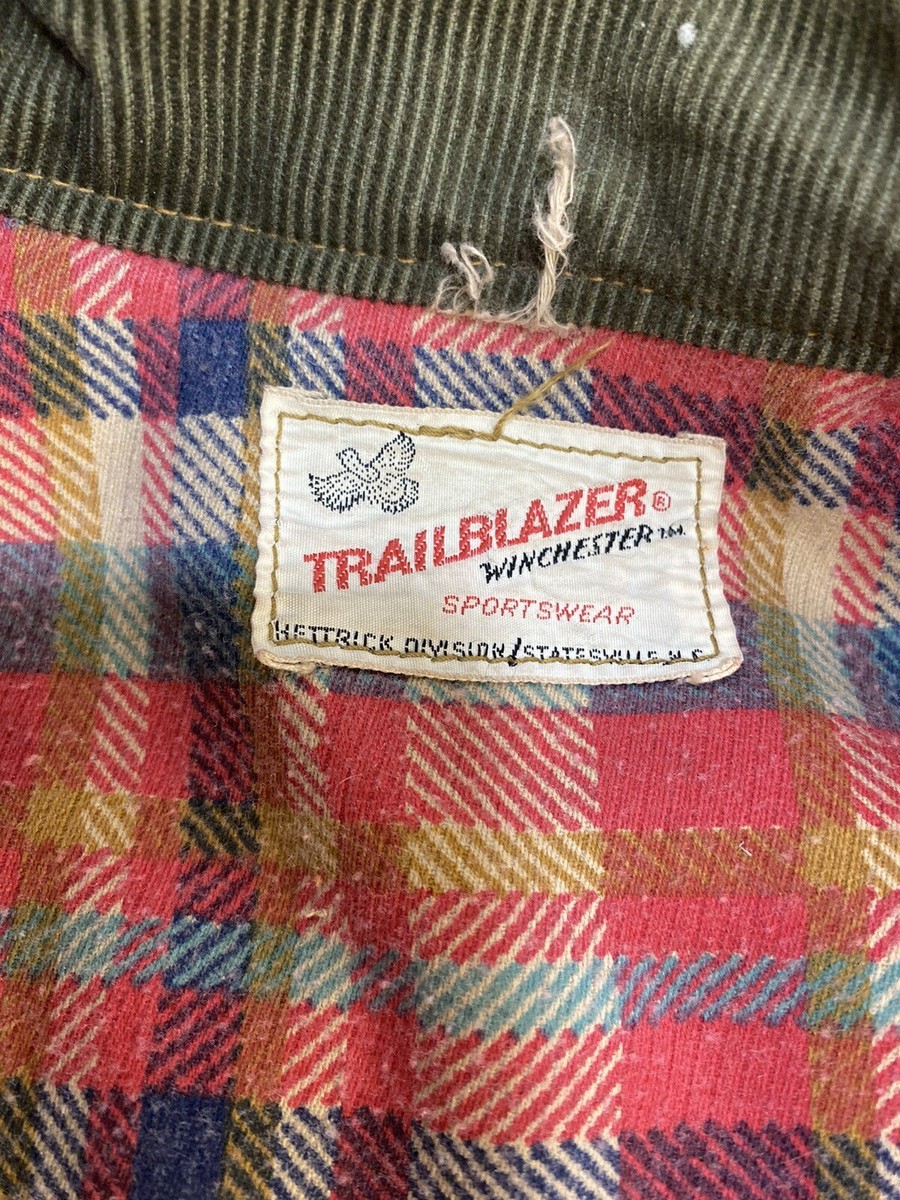 TRAILBLAZER®
WINCHESTER T.M.
SPORTSWEAR
HETTRICK DIVISION/STATESVILLE, N.C.